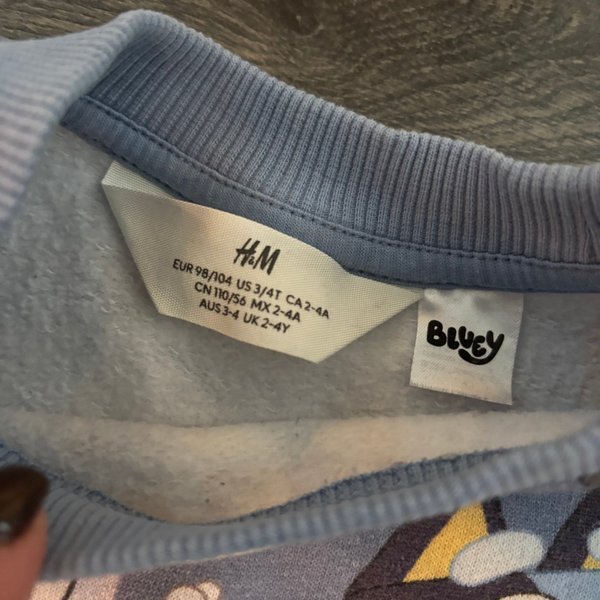 H&M
EUR 98/104 US 3/4T CA 2-4A
CN 110/56 MX 2-4A
AUS 3-4 UK 2-4Y
BLUEY